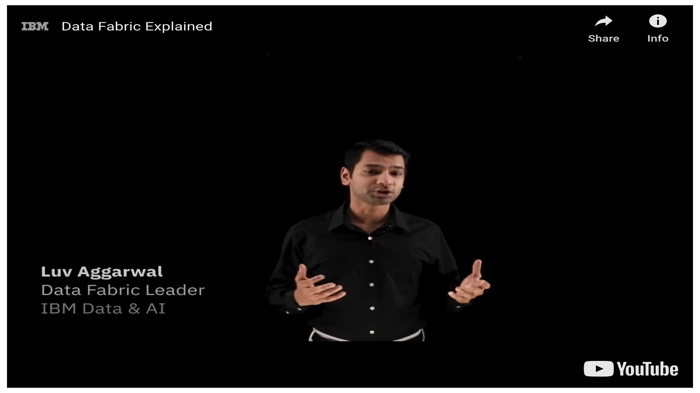 IBM Data Fabric Explained
Share
Info
Luv Aggarwal
Data Fabric Leader
IBM Data & AI
YouTube